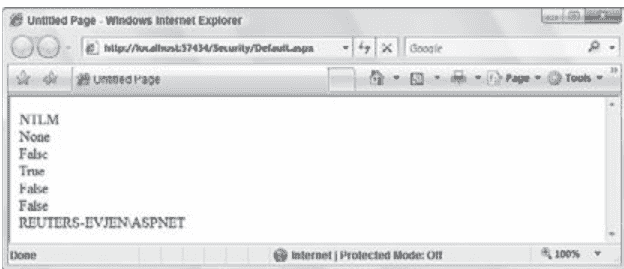 Untitled Page - Windows Internet Explorer
http://localhost:57434/Security/Default.aspx
Google
Untitled Page
Page
Tools
NTLM
None
False
True
False
False
REUTERS-EVJEN\ASPNET
Done
Internet | Protected Mode: Off
100%